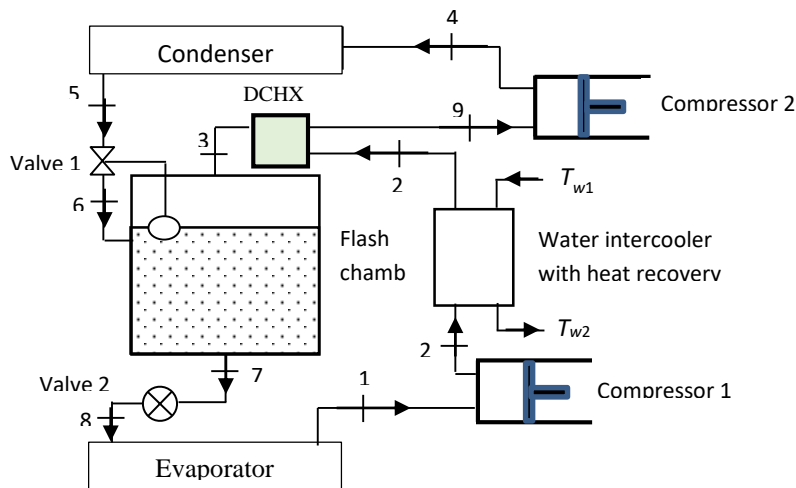 4
Condenser
5
DCHX
Compressor 2
9
3
2
Valve 1
T_w1
6
Flash
chamb
Water intercooler
with heat recovery
T_w2
2
7
Valve 2
1
Compressor 1
8
Evaporator